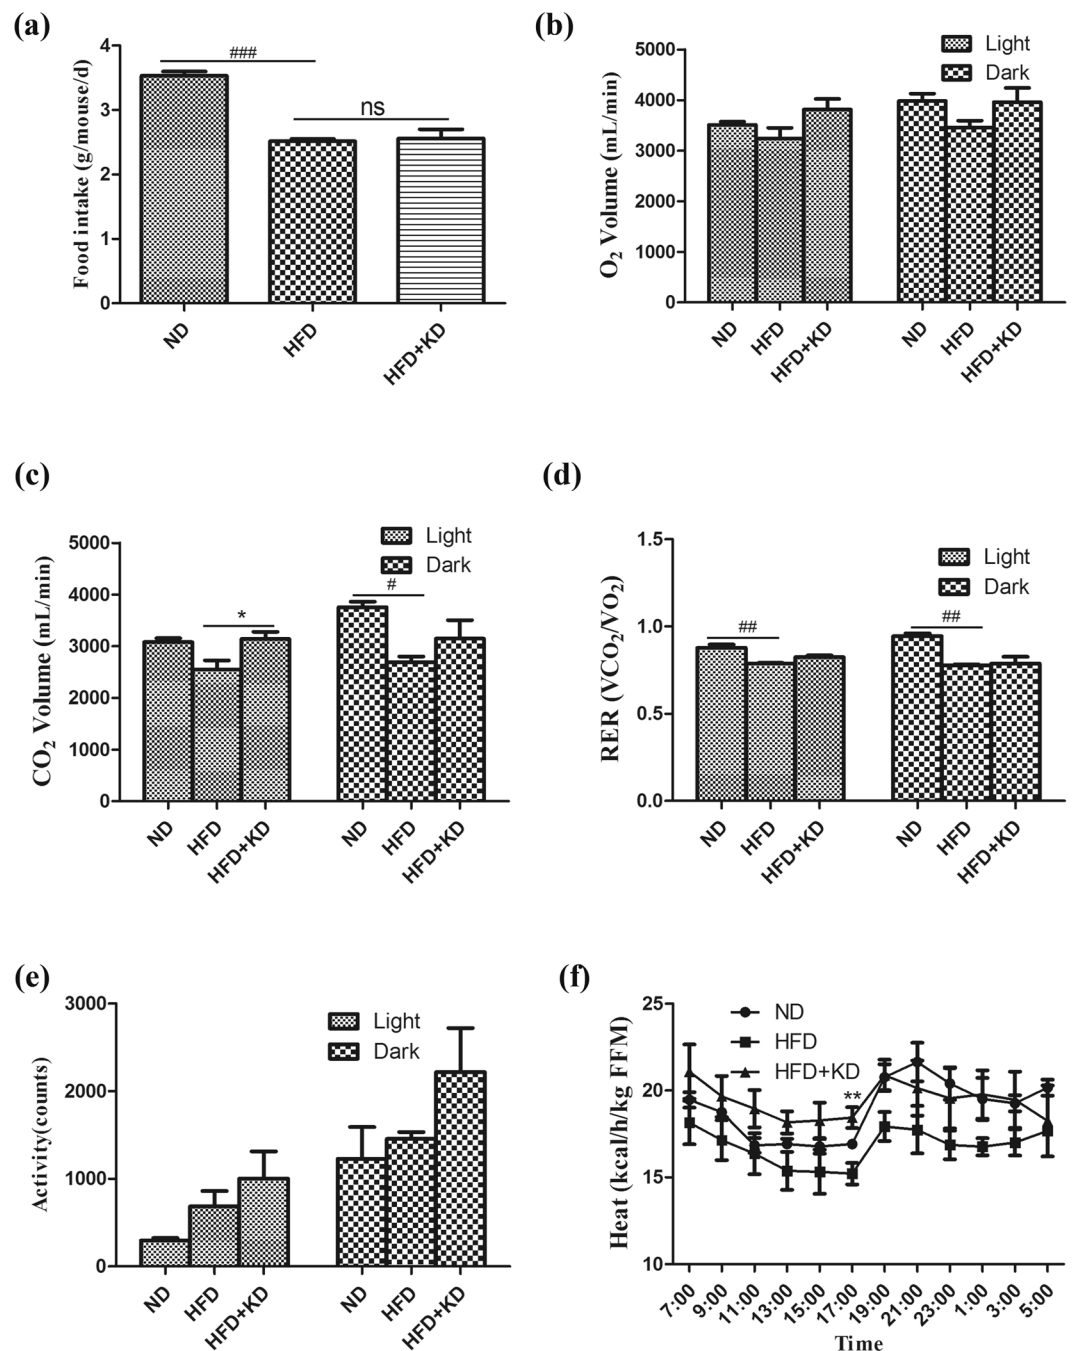 (a)
Food intake (g/mouse/d)
4
3
2
1
0
###
ns
ND
HFD
HFD+KD
(b)
O2 Volume (mL/min)
5000
4000
3000
2000
1000
0
Light
Dark
ND
HFD
HFD+KD
ND
HFD
HFD+KD
(c)
CO2 Volume (mL/min)
5000
4000
3000
2000
1000
0
Light
Dark
*
#
ND
HFD
HFD+KD
ND
HFD
HFD+KD
(d)
RER (VCO2/VO2)
1.5
1.0
0.5
0.0
Light
Dark
##
##
ND
HFD
HFD+KD
ND
HFD
HFD+KD
(e)
Activity(counts)
3000
2000
1000
0
Light
Dark
ND
HFD
HFD+KD
ND
HFD
HFD+KD
(f)
Heat (kcal/h/kg FFM)
25
20
15
10
ND
HFD
HFD+KD
**
7:00
9:00
11:00
13:00
15:00
17:00
19:00
21:00
23:00
1:00
3:00
5:00
Time